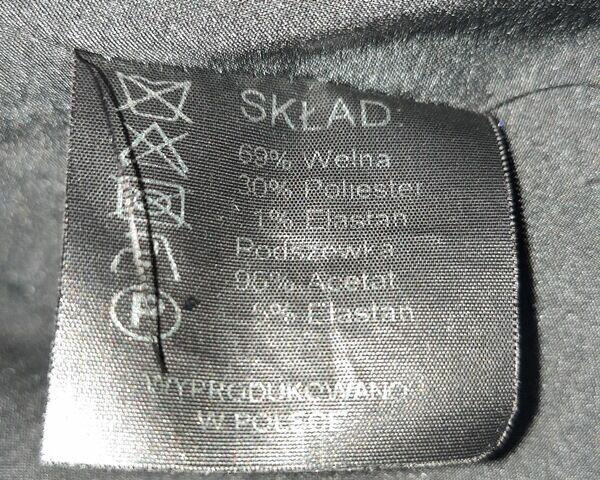 SKŁAD:
69% Wełna
30% Poliester
1% Elastan
Podszewka
95% Acetat
5% Elastan
P
WYPRODUKOWANO
W POLSCE